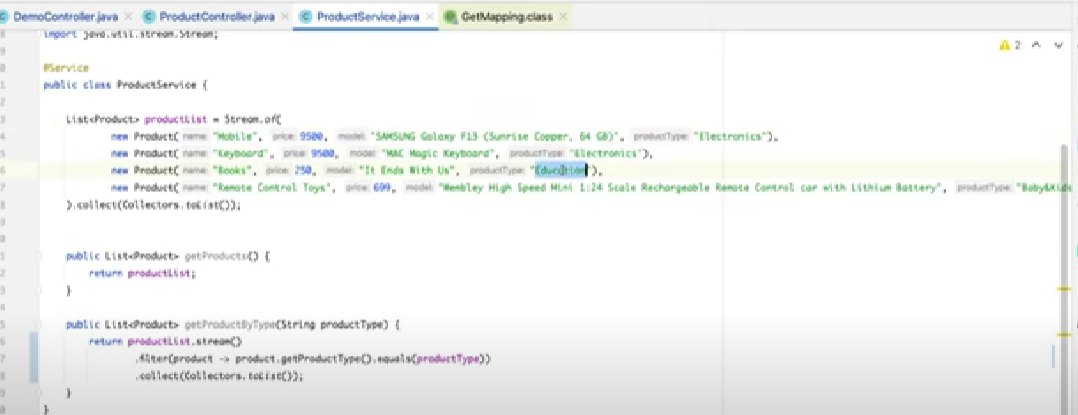 DemoController.java × ProductController.java × ProductService.java × GetMapping.class ×
import java.util.stream.Stream;
2
@Service
public class ProductService {
List<Product> productList = Stream.of(
new Product( name: "Mobile", price: 9500, model: "SAMSUNG Galaxy F13 (Sunrise Copper, 64 GB)", productType: "Electronics"),
new Product( name: "Keyboard", price: 9500, model: "MAC Magic Keyboard", productType: "Electronics"),
new Product( name: "Books", price: 250, model: "It Ends With Us", productType: "Education"),
new Product( name: "Remote Control Toys", price: 699, model: "Wembley High Speed Mini 1:24 Scale Rechargeable Remote Control car with Lithium Battery", productType: "Baby&Kids
).collect(Collectors.toList());
public List<Product> getProducts() {
return productList;
}
public List<Product> getProductByType(String productType) {
return productList.stream()
.filter(product -> product.getProductType().equals(productType))
.collect(Collectors.toList());
}
}